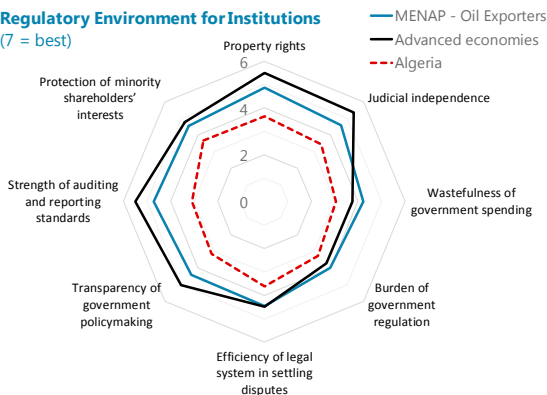 Regulatory Environment for Institutions
(7 = best)
MENAP - Oil Exporters
Advanced economies
Algeria
Property rights
Judicial independence
Wastefulness of
government spending
Burden of
government
regulation
Efficiency of legal
system in settling
disputes
Transparency of
government
policymaking
Strength of auditing
and reporting
standards
Protection of minority
shareholders’
interests
6
4
2
0